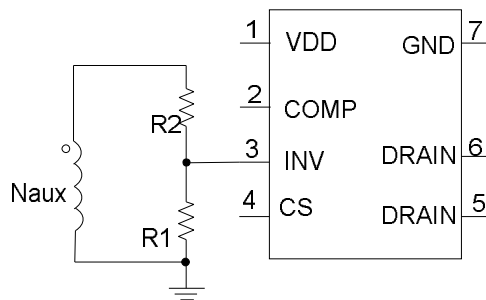 1 VDD GND 7
2 COMP
R2
3 INV DRAIN 6
Naux
4 CS DRAIN 5
R1